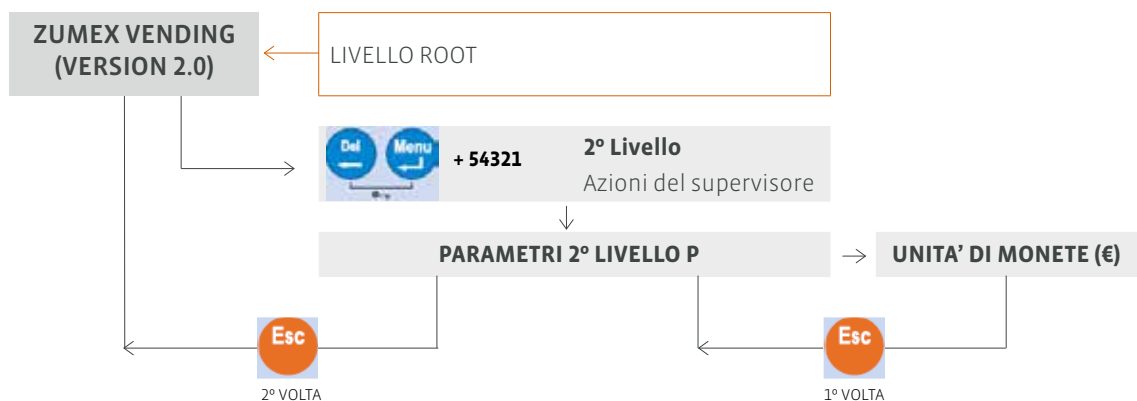 ZUMEX VENDING
(VERSION 2.0)
LIVELLO ROOT
Del
Menu
+ 54321
2º Livello
Azioni del supervisore
PARAMETRI 2º LIVELLO P
UNITA’ DI MONETE (€)
Esc
Esc
2º VOLTA
1º VOLTA